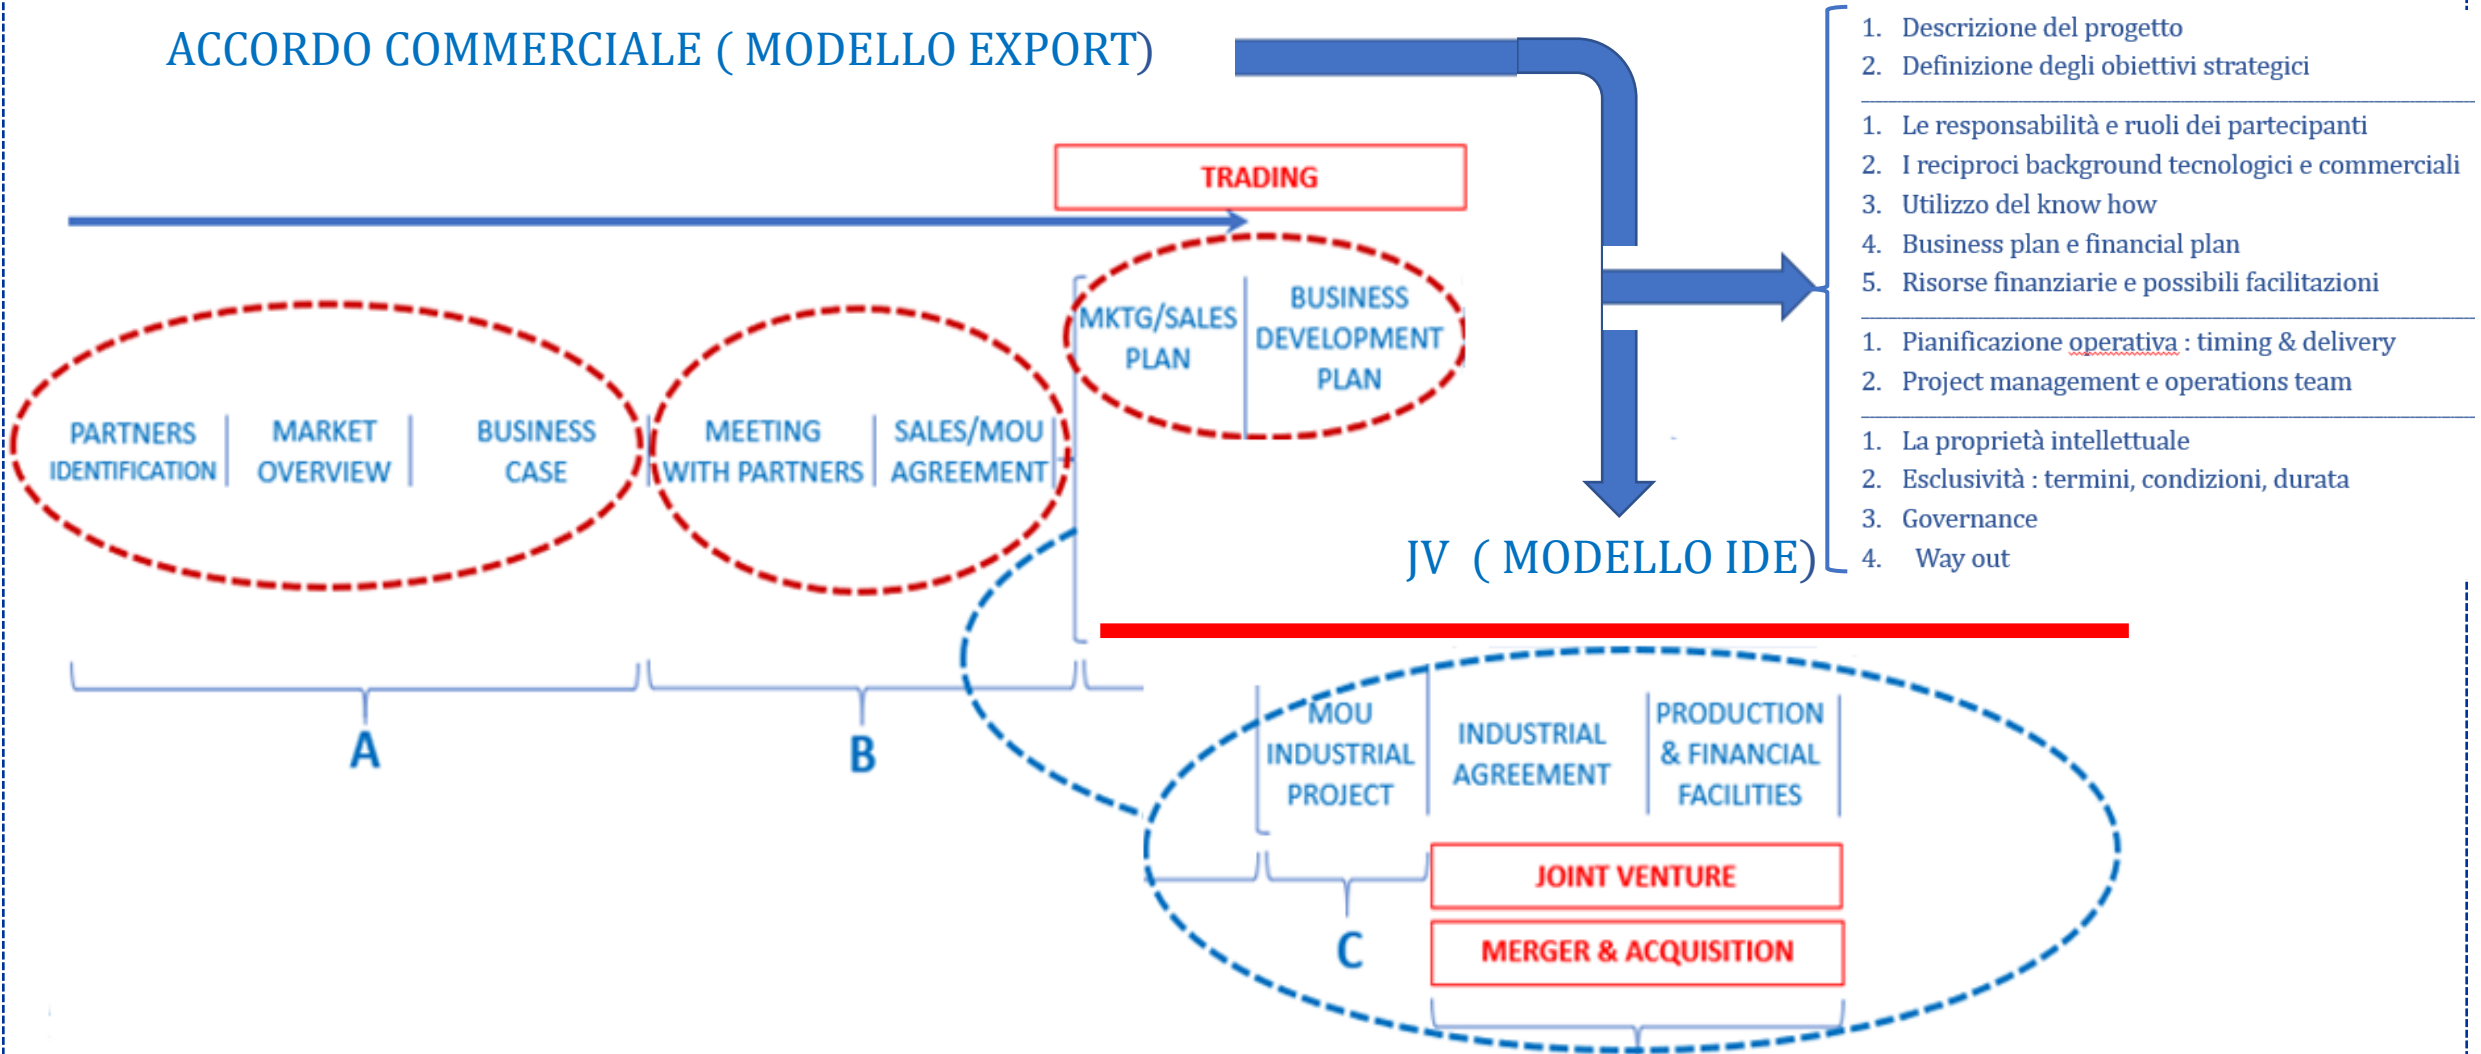 ACCORDO COMMERCIALE ( MODELLO EXPORT)
TRADING
MKTG/SALES
PLAN
BUSINESS
DEVELOPMENT
PLAN
PARTNERS
IDENTIFICATION
MARKET
OVERVIEW
BUSINESS
CASE
MEETING
WITH PARTNERS
SALES/MOU
AGREEMENT
A
B
1. Descrizione del progetto
2. Definizione degli obiettivi strategici
1. Le responsabilità e ruoli dei partecipanti
2. I reciproci background tecnologici e commerciali
3. Utilizzo del know how
4. Business plan e financial plan
5. Risorse finanziarie e possibili facilitazioni
1. Pianificazione operativa : timing & delivery
2. Project management e operations team
1. La proprietà intellettuale
2. Esclusività : termini, condizioni, durata
3. Governance
4. Way out
JV ( MODELLO IDE)
MOU
INDUSTRIAL
PROJECT
INDUSTRIAL
AGREEMENT
PRODUCTION
& FINANCIAL
FACILITIES
C
JOINT VENTURE
MERGER & ACQUISITION